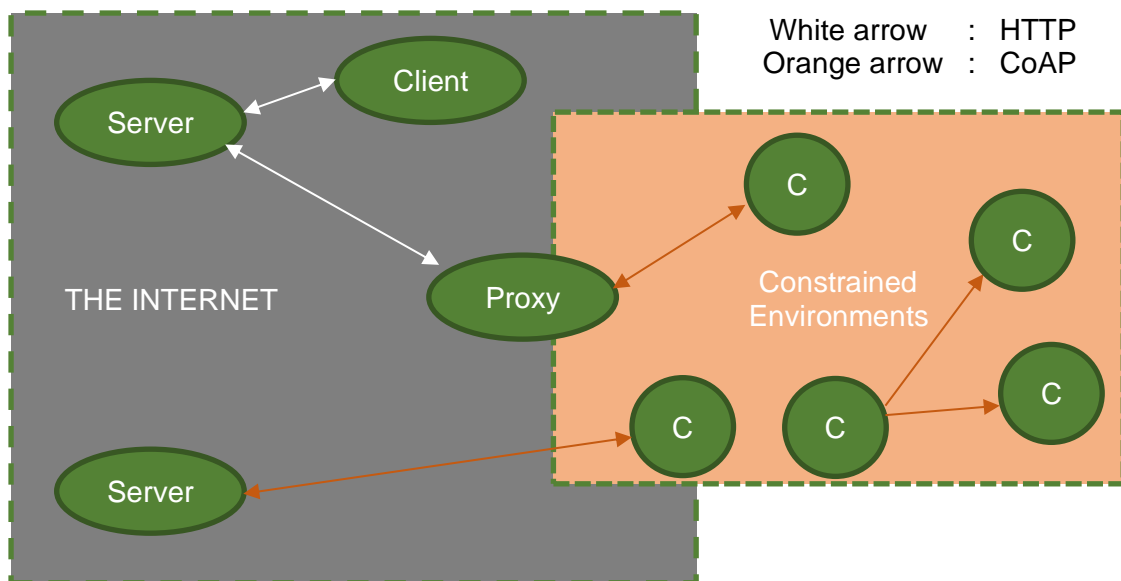 White arrow : HTTP
Orange arrow : CoAP
Client
Server
C
C
THE INTERNET
Proxy
Constrained
Environments
C
C
C
Server